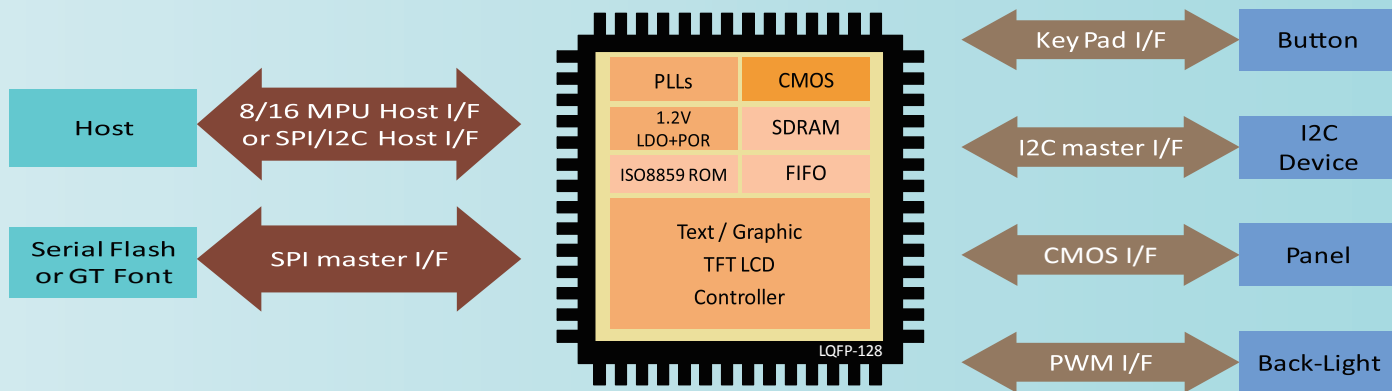 Host
8/16 MPU Host I/F
or SPI/I2C Host I/F
Serial Flash
or GT Font
SPI master I/F
PLLs
CMOS
1.2V
LDO+POR
SDRAM
ISO8859 ROM
FIFO
Text / Graphic
TFT LCD
Controller
LQFP-128
Key Pad I/F
Button
I2C master I/F
I2C
Device
CMOS I/F
Panel
PWM I/F
Back-Light